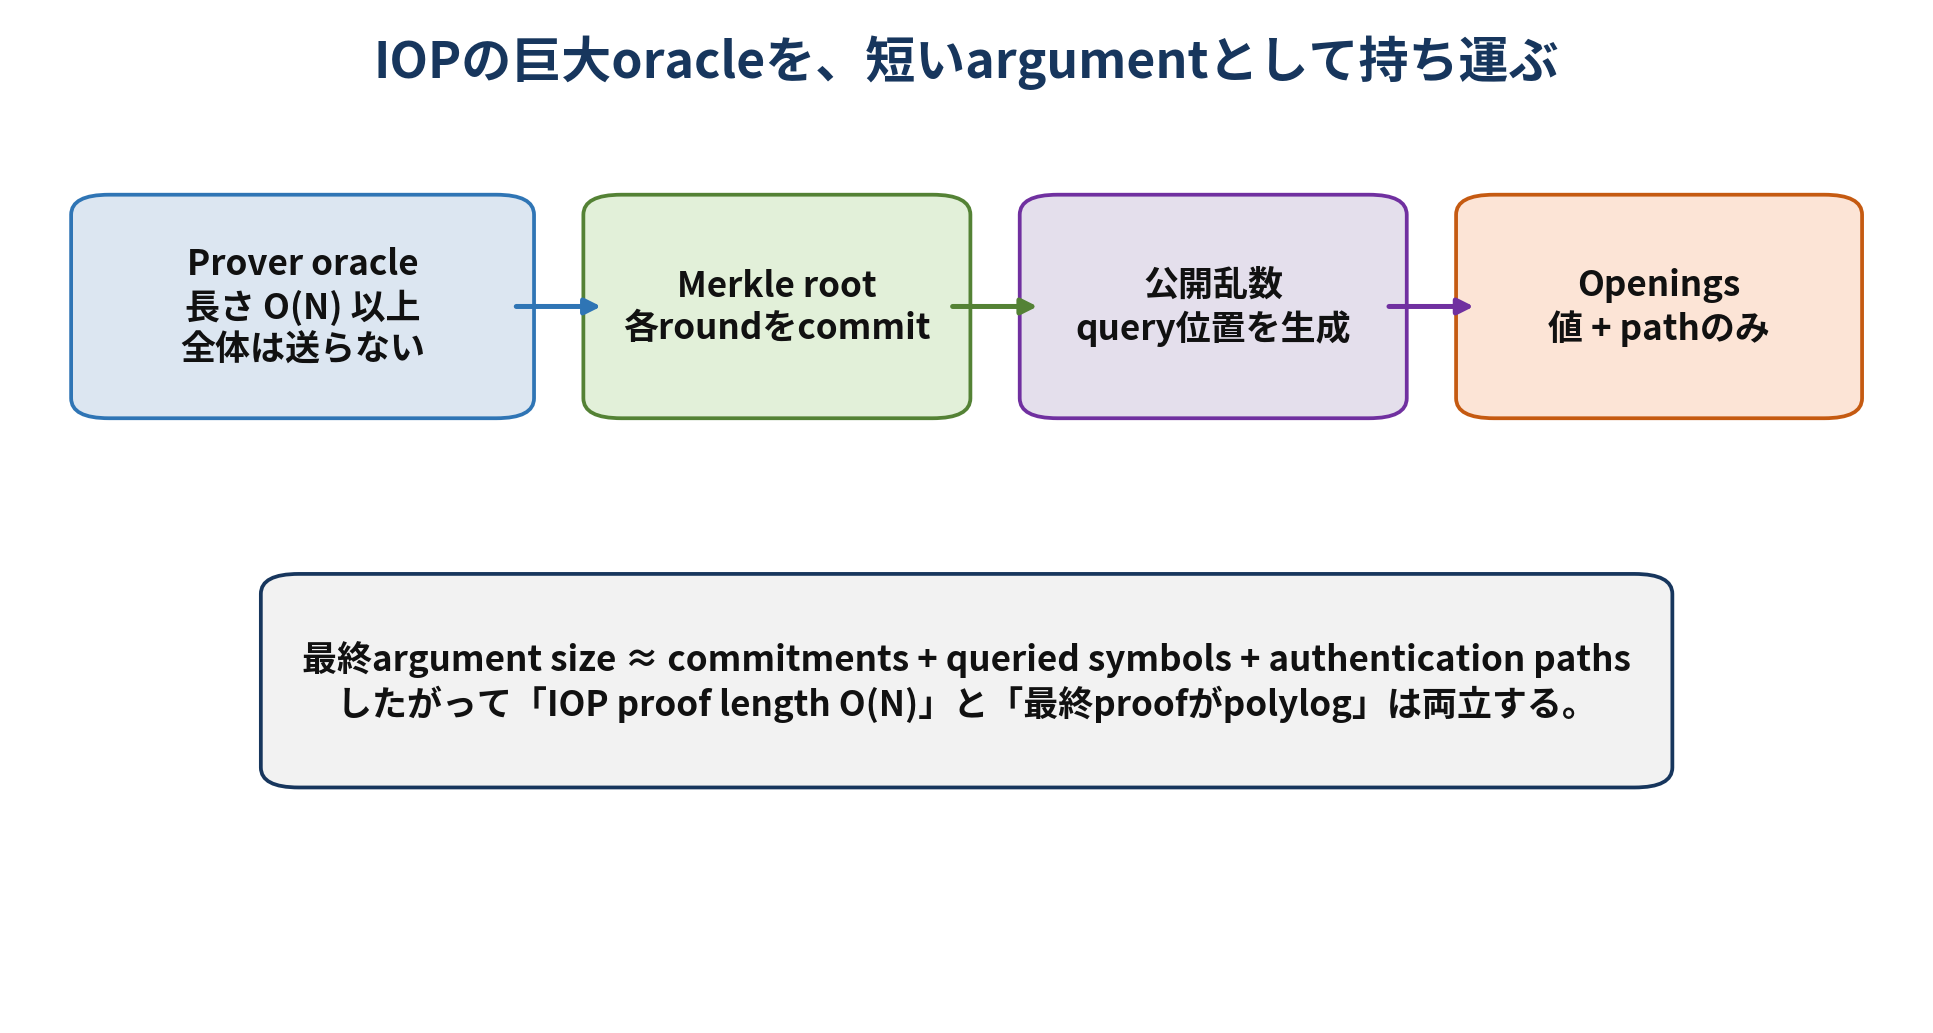 IOPの巨大oracleを、短いargumentとして持ち運ぶ
Prover oracle
長さ O(N) 以上
全体は送らない
Merkle root
各roundをcommit
公開乱数
query位置を生成
Openings
値 + pathのみ
最終argument size ≈ commitments + queried symbols + authentication paths
したがって「IOP proof length O(N)」と「最終proofがpolylog」は両立する。